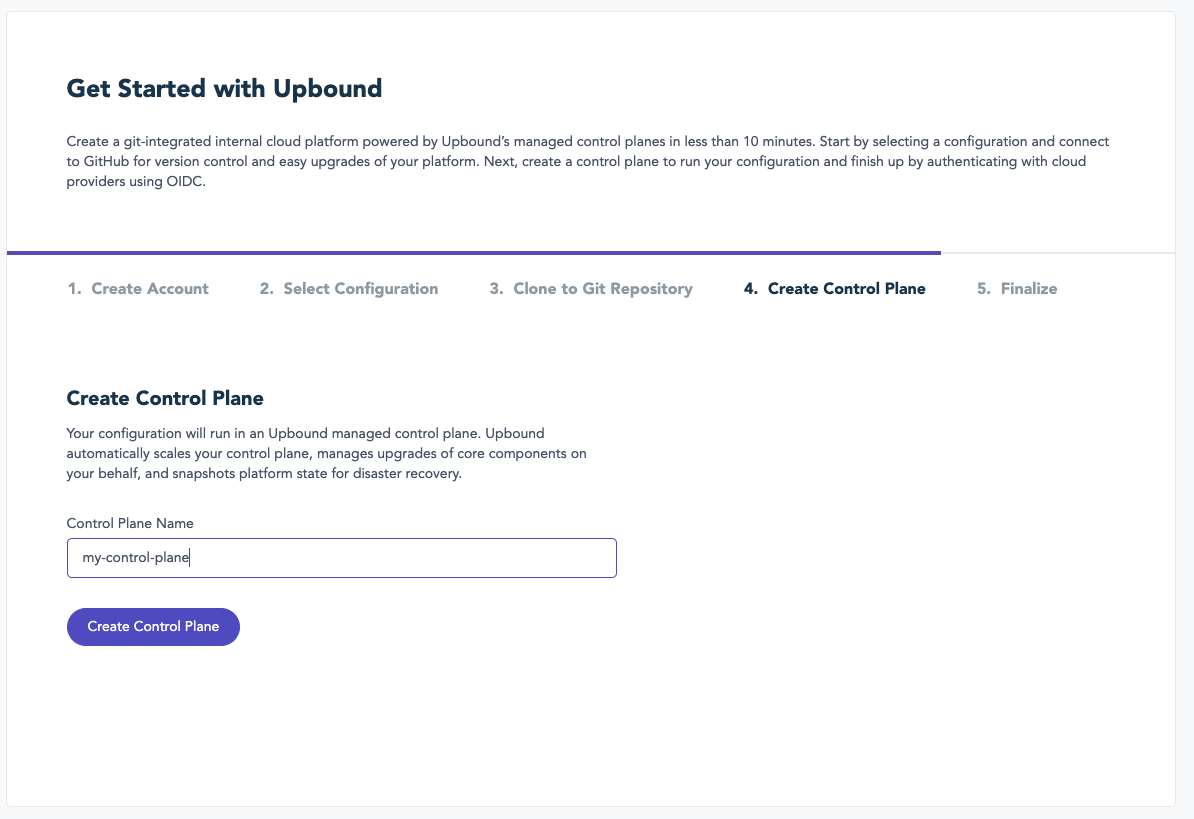 Get Started with Upbound
Create a git-integrated internal cloud platform powered by Upbound’s managed control planes in less than 10 minutes. Start by selecting a configuration and connect
to GitHub for version control and easy upgrades of your platform. Next, create a control plane to run your configuration and finish up by authenticating with cloud
providers using OIDC.
1. Create Account 2. Select Configuration 3. Clone to Git Repository 4. Create Control Plane 5. Finalize
Create Control Plane
Your configuration will run in an Upbound managed control plane. Upbound
automatically scales your control plane, manages upgrades of core components on
your behalf, and snapshots platform state for disaster recovery.
Control Plane Name
my-control-plane
Create Control Plane